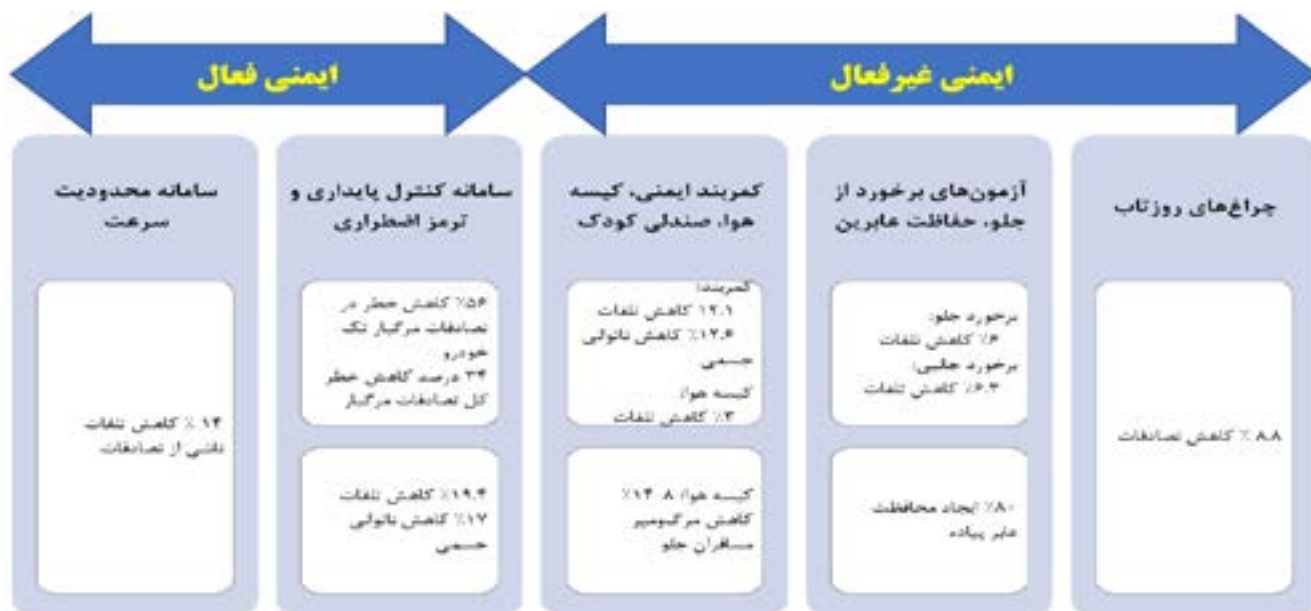 ایمنی غیرفعال
ایمنی فعال
چراغ‌های روزتاب
۸.۸ ٪ کاهش تصادفات
آزمون‌های برخورد از
جلو، حفاظت عابرین
برخورد جلو:
۶٪ کاهش تلفات
برخورد جانبی:
۶.۳٪ کاهش تلفات
۸۰٪ ایجاد محافظت
عابر پیاده
کمربند ایمنی، کیسه
هوا، صندلی کودک
کمربند:
۱۲.۱ کاهش تلفات
۱۲.۶٪ کاهش ناتوانی
جسمی
کیسه هوا:
۳٪ کاهش تلفات
کیسه هوا: ۱۴.۸٪
کاهش مرگ‌ومیر
مسافران جلو
سامانه کنترل پایداری و
ترمز اضطراری
۵۶٪ کاهش خطر در
تصادفات مرگبار تک
خودرو
۳۴ درصد کاهش خطر
کل تصادفات مرگبار
۱۹.۴٪ کاهش تلفات
۱۷٪ کاهش ناتوانی
جسمی
سامانه محدودیت
سرعت
۱۴ ٪ کاهش تلفات
ناشی از تصادفات